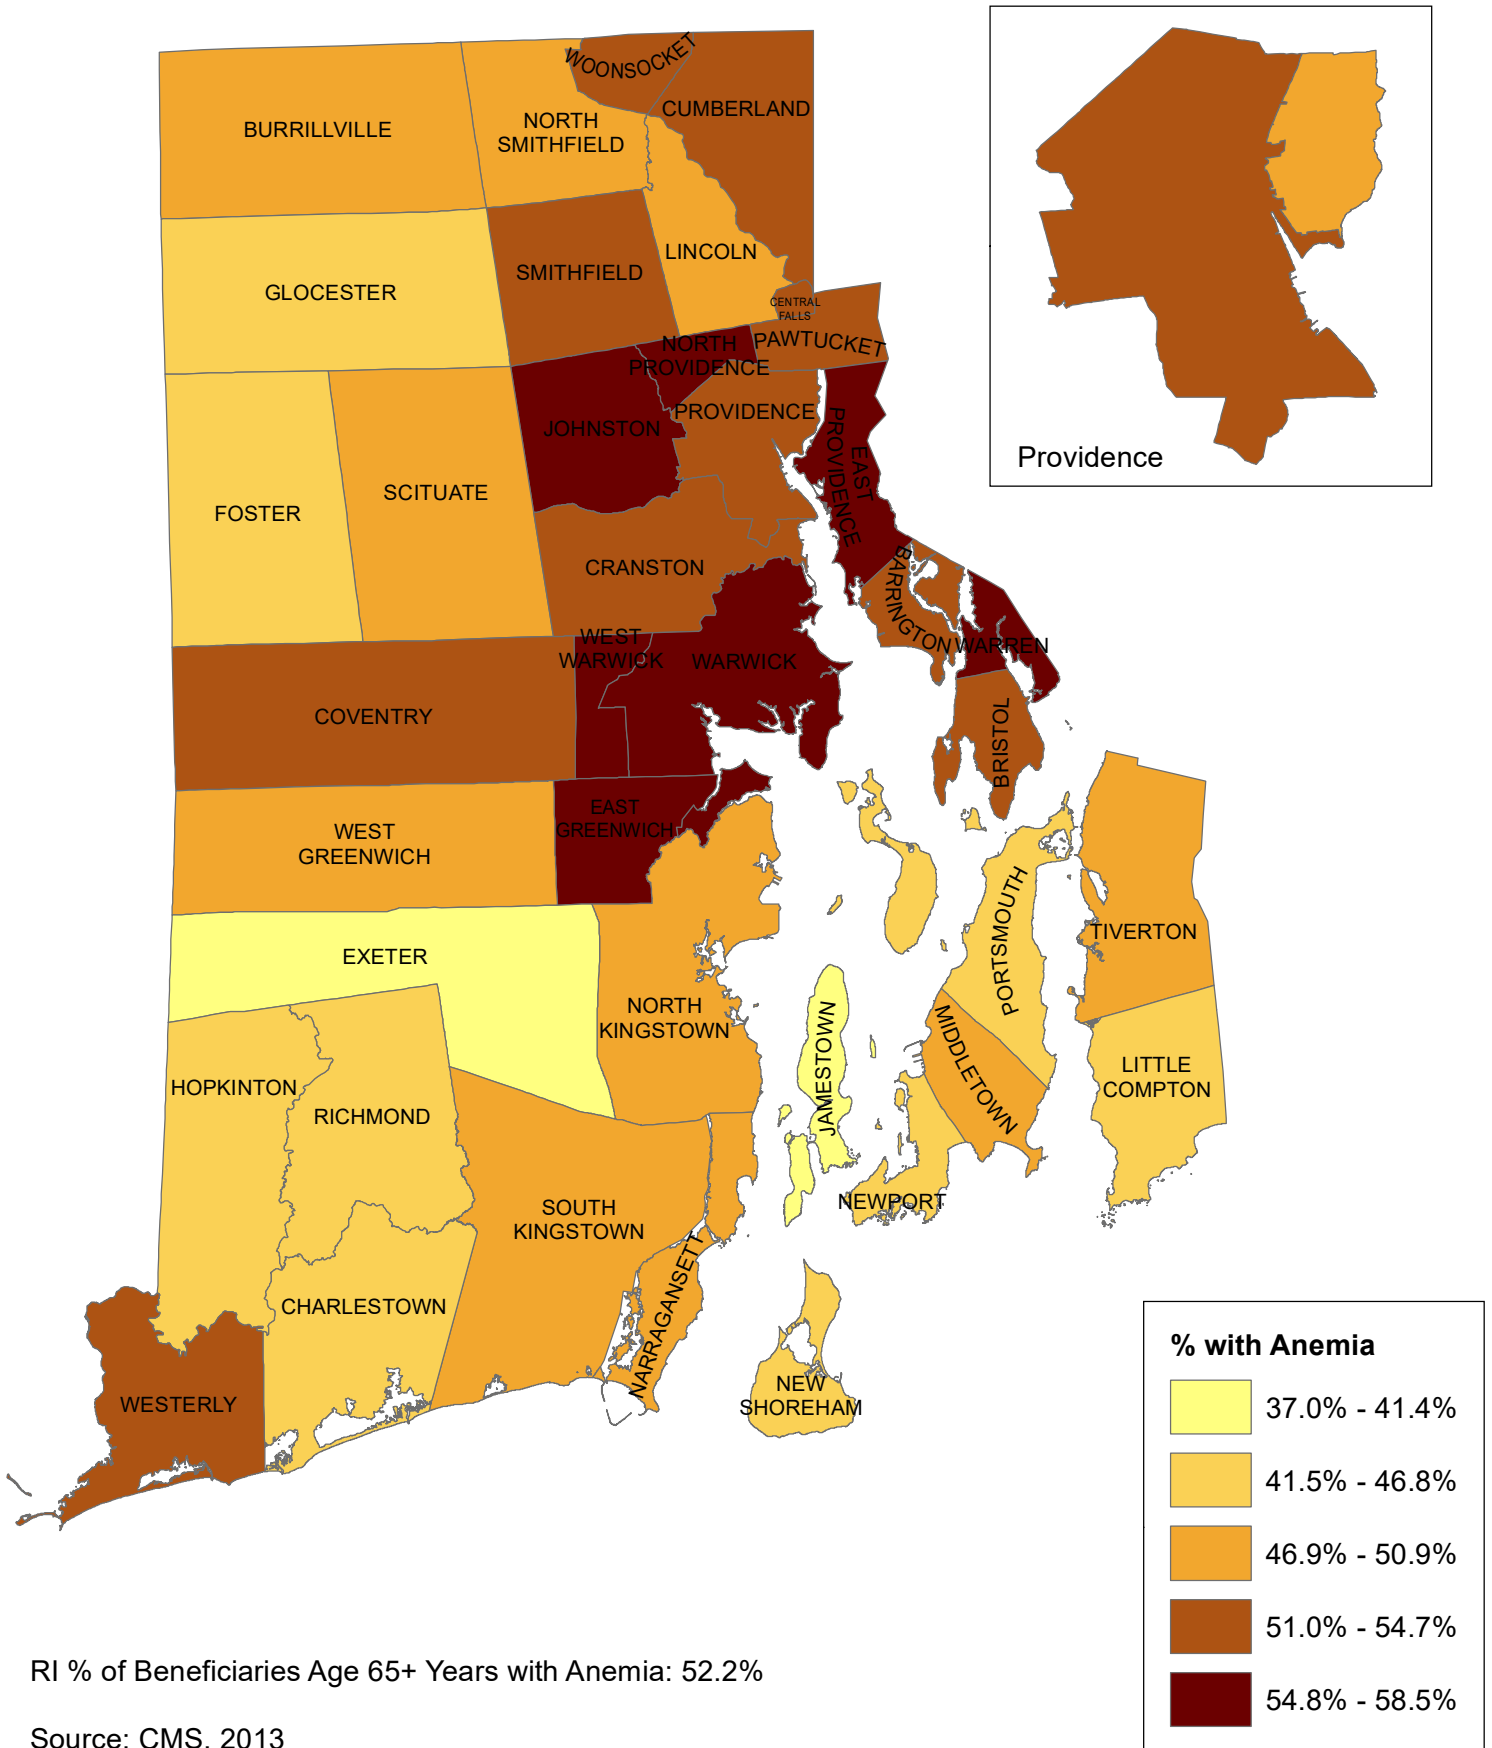 WOONSOCKET
CUMBERLAND
BURRILLVILLE
NORTH
SMITHFIELD
LINCOLN
SMITHFIELD
GLOCESTER
CENTRAL
FALLS
PAWTUCKET
NORTH
PROVIDENCE
PROVIDENCE
JOHNSTON
EAST
PROVIDENCE
Providence
SCITUATE
FOSTER
CRANSTON
BARRINGTON
WARREN
WEST
WARWICK
WARWICK
COVENTRY
BRISTOL
EAST
GREENWICH
WEST
GREENWICH
PORTSMOUTH
TIVERTON
EXETER
NORTH
KINGSTOWN
JAMESTOWN
MIDDLETOWN
LITTLE
COMPTON
HOPKINTON
RICHMOND
NEWPORT
SOUTH
KINGSTOWN
NARRAGANSETT
CHARLESTOWN
NEW
SHOREHAM
WESTERLY
% with Anemia
37.0% - 41.4%
41.5% - 46.8%
46.9% - 50.9%
51.0% - 54.7%
54.8% - 58.5%
RI % of Beneficiaries Age 65+ Years with Anemia: 52.2%
Source: CMS, 2013